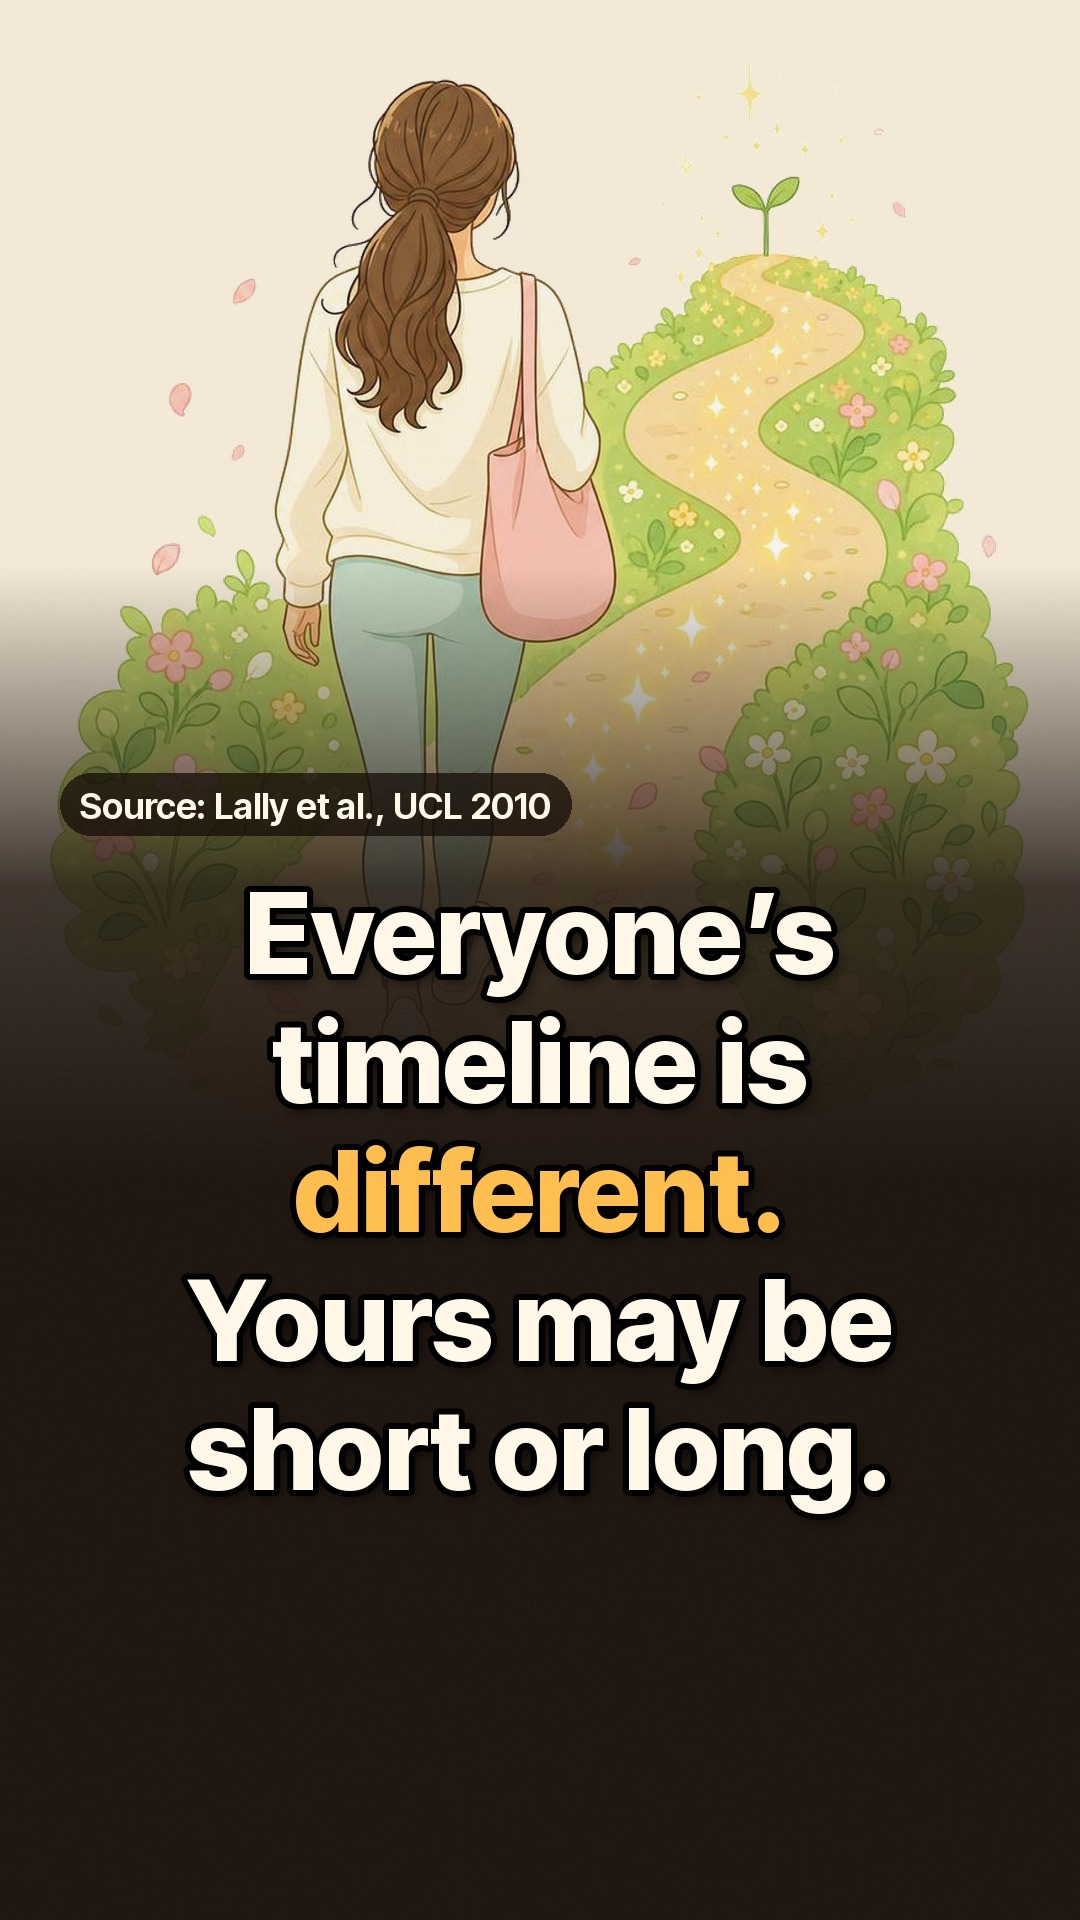 Source: Lally et al., UCL 2010
Everyone’s
timeline is
different.
Yours may be
short or long.